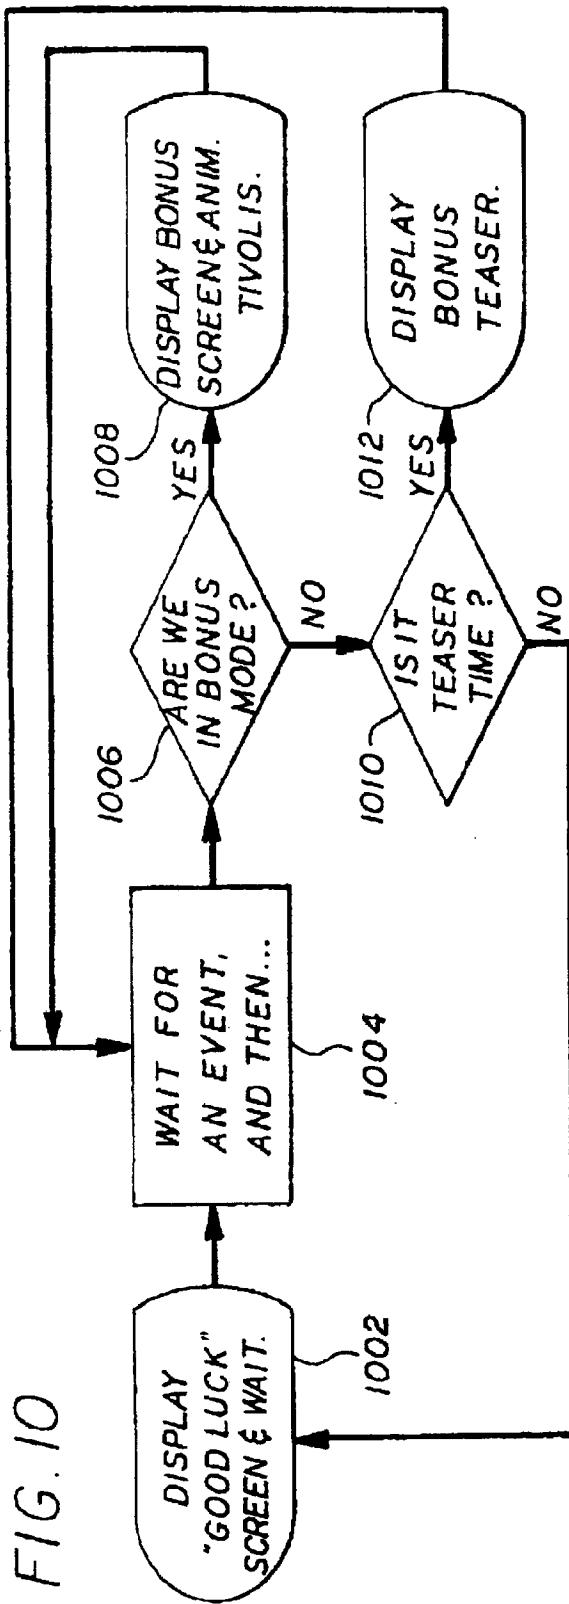 FIG. 10
DISPLAY
"GOOD LUCK"
SCREEN & WAIT.
1002
WAIT FOR
AN EVENT,
AND THEN...
1004
1006
ARE WE
IN BONUS
MODE?
YES
NO
1008
DISPLAY BONUS
SCREEN & ANIM.
TIVOLIS.
1010
IS IT
TEASER
TIME?
YES
NO
1012
DISPLAY
BONUS
TEASER.